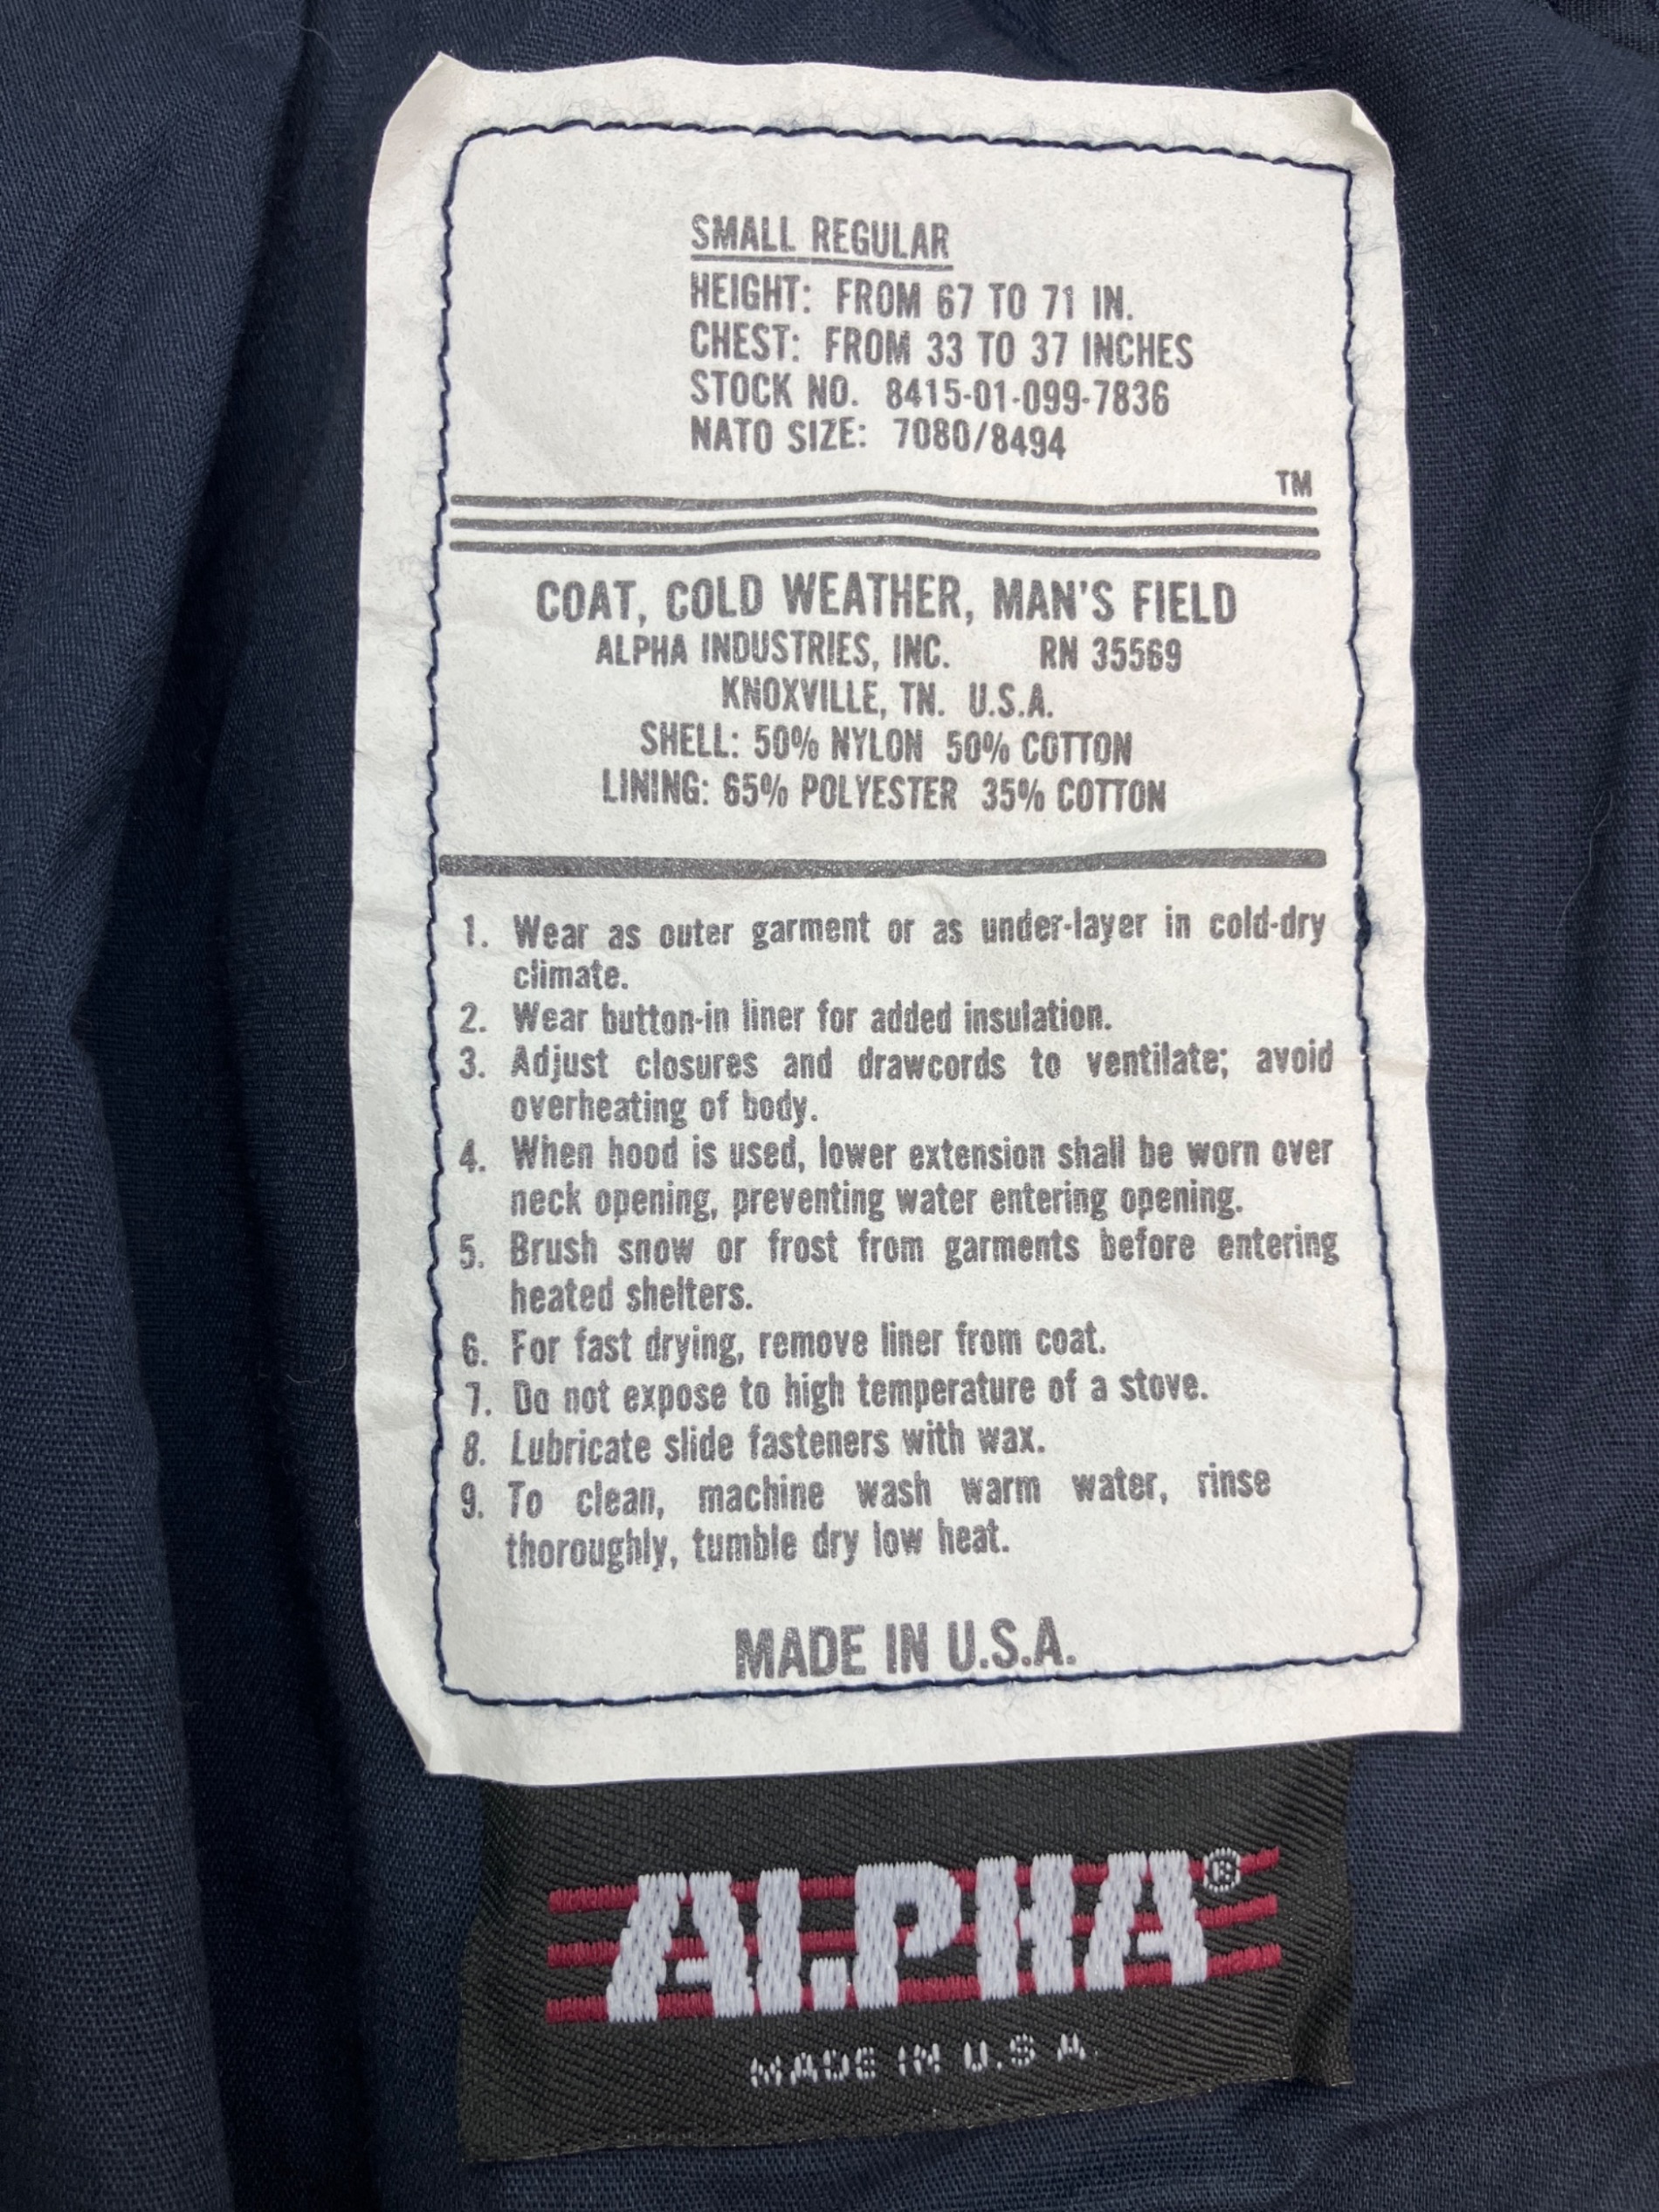 SMALL REGULAR
HEIGHT: FROM 67 TO 71 IN.
CHEST: FROM 33 TO 37 INCHES
STOCK NO. 8415-01-099-7836
NATO SIZE: 7080/8494
TM
COAT, COLD WEATHER, MAN'S FIELD
ALPHA INDUSTRIES, INC. RN 35569
KNOXVILLE, TN. U.S.A.
SHELL: 50% NYLON 50% COTTON
LINING: 65% POLYESTER 35% COTTON
1. Wear as outer garment or as under-layer in cold-dry
climate.
2. Wear button-in liner for added insulation.
3. Adjust closures and drawcords to ventilate; avoid
overheating of body.
4. When hood is used, lower extension shall be worn over
neck opening, preventing water entering opening.
5. Brush snow or frost from garments before entering
heated shelters.
6. For fast drying, remove liner from coat.
7. Do not expose to high temperature of a stove.
8. Lubricate slide fasteners with wax.
9. To clean, machine wash warm water, rinse
thoroughly, tumble dry low heat.
MADE IN U.S.A.
ALPHA®
MADE IN U.S A.